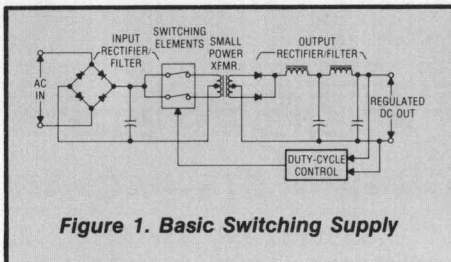 INPUT
RECTIFIER/
FILTER
SWITCHING
ELEMENTS
SMALL
POWER
XFMR.
OUTPUT
RECTIFIER/FILTER
AC
IN
REGULATED
DC OUT
DUTY-CYCLE
CONTROL
Figure 1. Basic Switching Supply